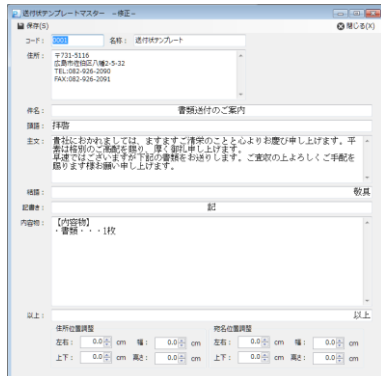 送付状テンプレートマスター －修正－
保存(S) 閉じる(X)
コード： 0001 名称： 送付状テンプレート
住所： 〒731-5116
広島市佐伯区八幡2-5-32
TEL:082-926-2090
FAX:082-926-2091
件名： 書類送付のご案内
頭語： 拝啓
主文： 貴社におかれましては、ますますご清栄のことと心よりお慶び申し上げます。平
素は格別のご高配を賜り、厚く御礼申し上げます。
早速ではございますが下記の書類をお送りします。ご査収の上よろしくご手配を
賜ります様お願い申し上げます。
結語： 敬具
記書き： 記
内容物： 【内容物】
・書類・・・1枚
以上： 以上
住所位置調整 宛名位置調整
左右： 0.0 cm 幅： 0.0 cm 左右： 0.0 cm 幅： 0.0 cm
上下： 0.0 cm 高さ： 0.0 cm 上下： 0.0 cm 高さ： 0.0 cm